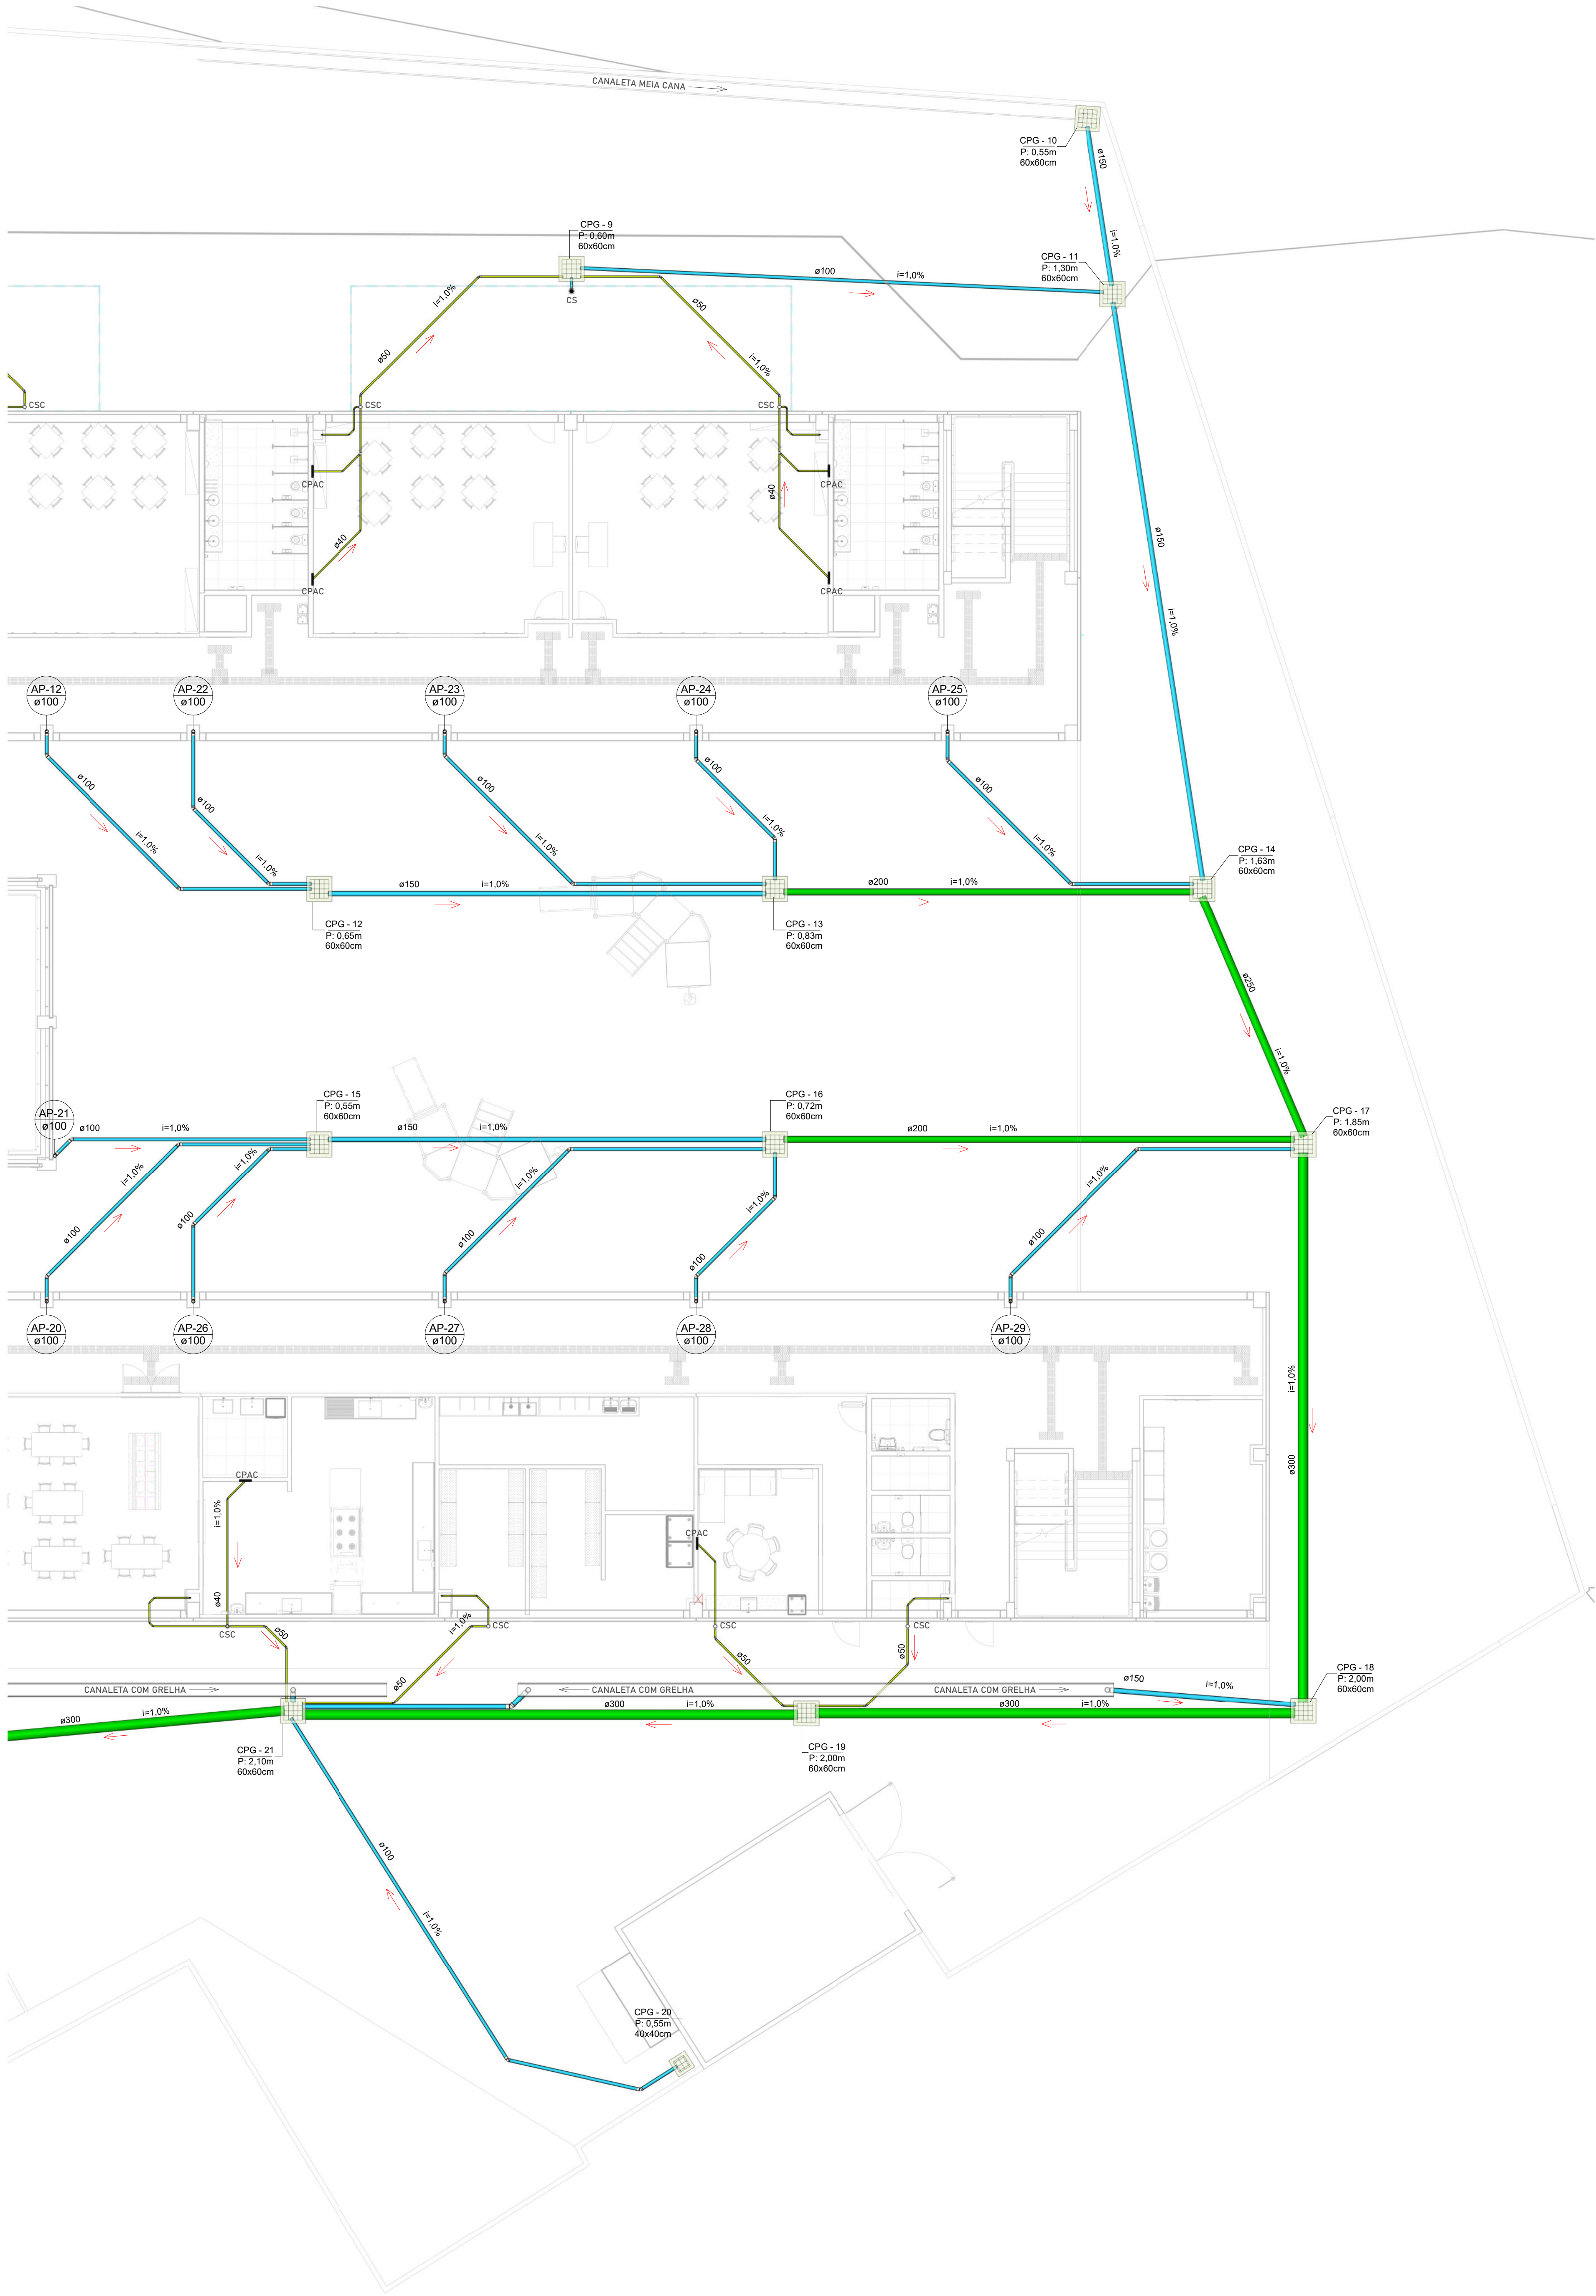 CANALETA MEIA CANA
CPG - 10
P: 0,55m
60x60cm
ø150
i=1,0%
CPG - 9
P: 0,60m
60x60cm
CS
ø100
i=1,0%
CPG - 11
P: 1,30m
60x60cm
i=1,0%
ø50
ø50
i=1,0%
CSC
CSC
CSC
CPAC
CPAC
ø40
ø40
CPAC
CPAC
ø150
i=1,0%
AP-12
ø100
AP-22
ø100
AP-23
ø100
AP-24
ø100
AP-25
ø100
ø100
i=1,0%
ø100
i=1,0%
ø100
i=1,0%
ø100
i=1,0%
ø100
i=1,0%
CPG - 14
P: 1,63m
60x60cm
ø150
i=1,0%
ø200
i=1,0%
CPG - 12
P: 0,65m
60x60cm
CPG - 13
P: 0,83m
60x60cm
ø250
i=1,0%
AP-21
ø100
CPG - 15
P: 0,55m
60x60cm
CPG - 16
P: 0,72m
60x60cm
CPG - 17
P: 1,85m
60x60cm
ø100
i=1,0%
ø150
i=1,0%
ø200
i=1,0%
i=1,0%
ø100
i=1,0%
ø100
i=1,0%
ø100
i=1,0%
ø100
i=1,0%
ø100
AP-20
ø100
AP-26
ø100
AP-27
ø100
AP-28
ø100
AP-29
ø100
i=1,0%
ø300
CPAC
i=1,0%
ø40
CPAC
CSC
ø50
i=1,0%
CSC
ø50
CSC
ø50
CSC
ø50
CANALETA COM GRELHA
CANALETA COM GRELHA
CANALETA COM GRELHA
ø150
i=1,0%
CPG - 18
P: 2,00m
60x60cm
ø300
i=1,0%
ø300
i=1,0%
ø300
i=1,0%
CPG - 21
P: 2,10m
60x60cm
CPG - 19
P: 2,00m
60x60cm
ø100
i=1,0%
CPG - 20
P: 0,55m
40x40cm